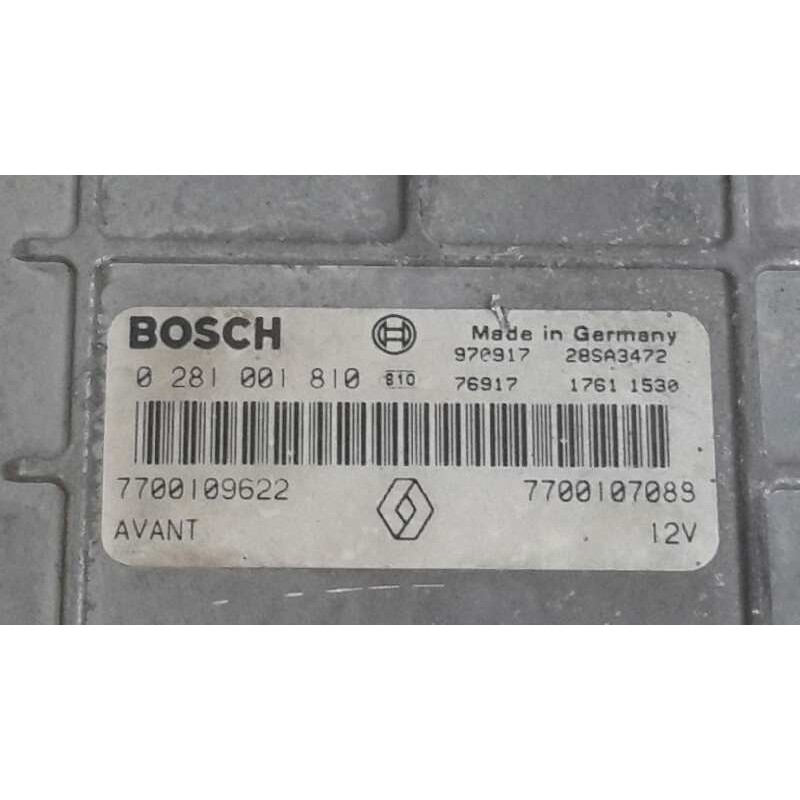 BOSCH
Made in Germany
970917 28SA3472
0 281 001 810 810
76917 1761 1530
7700109622 7700107089
AVANT 12V